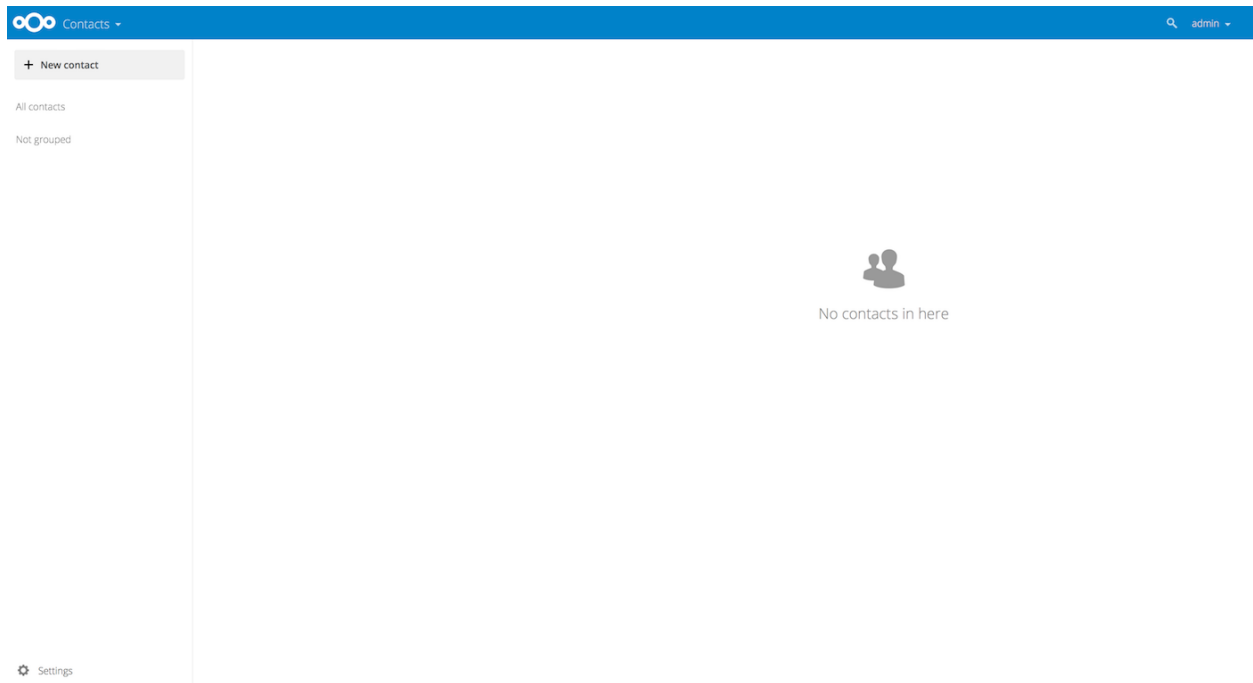 Contacts
admin
+ New contact
All contacts
Not grouped
No contacts in here
Settings